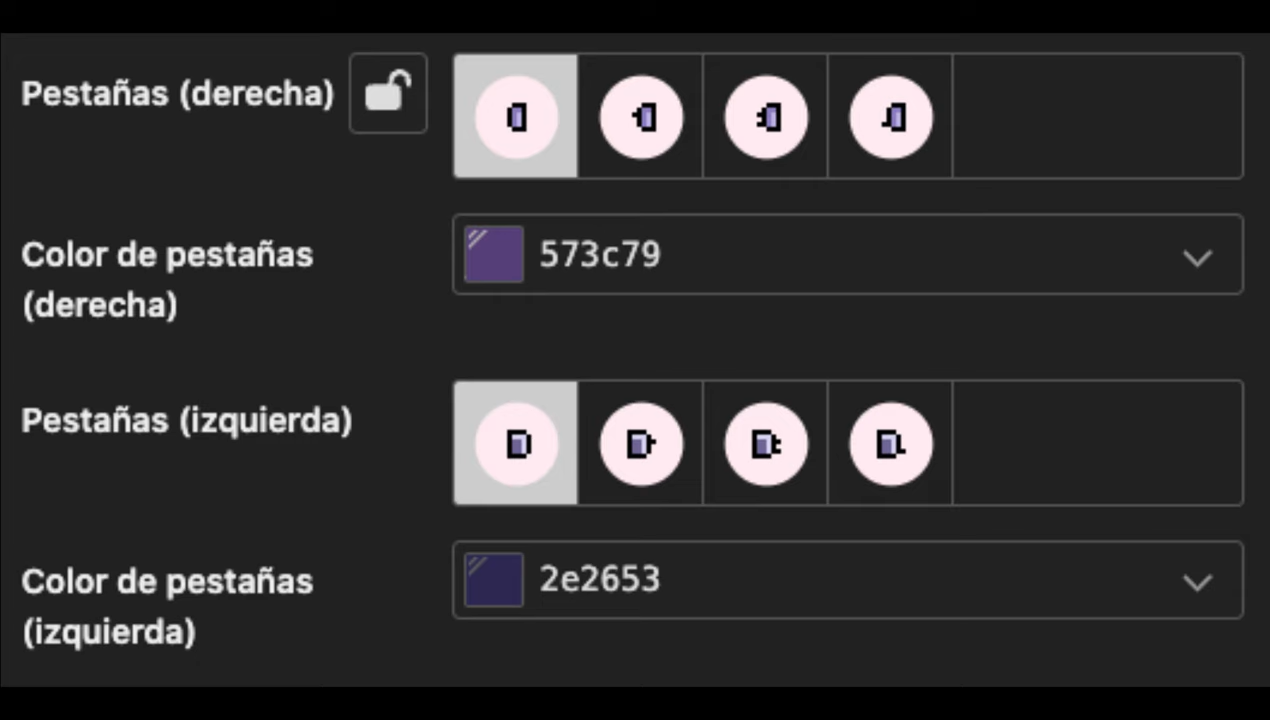 Pestañas (derecha)
Color de pestañas
(derecha)
573c79
Pestañas (izquierda)
Color de pestañas
(izquierda)
2e2653